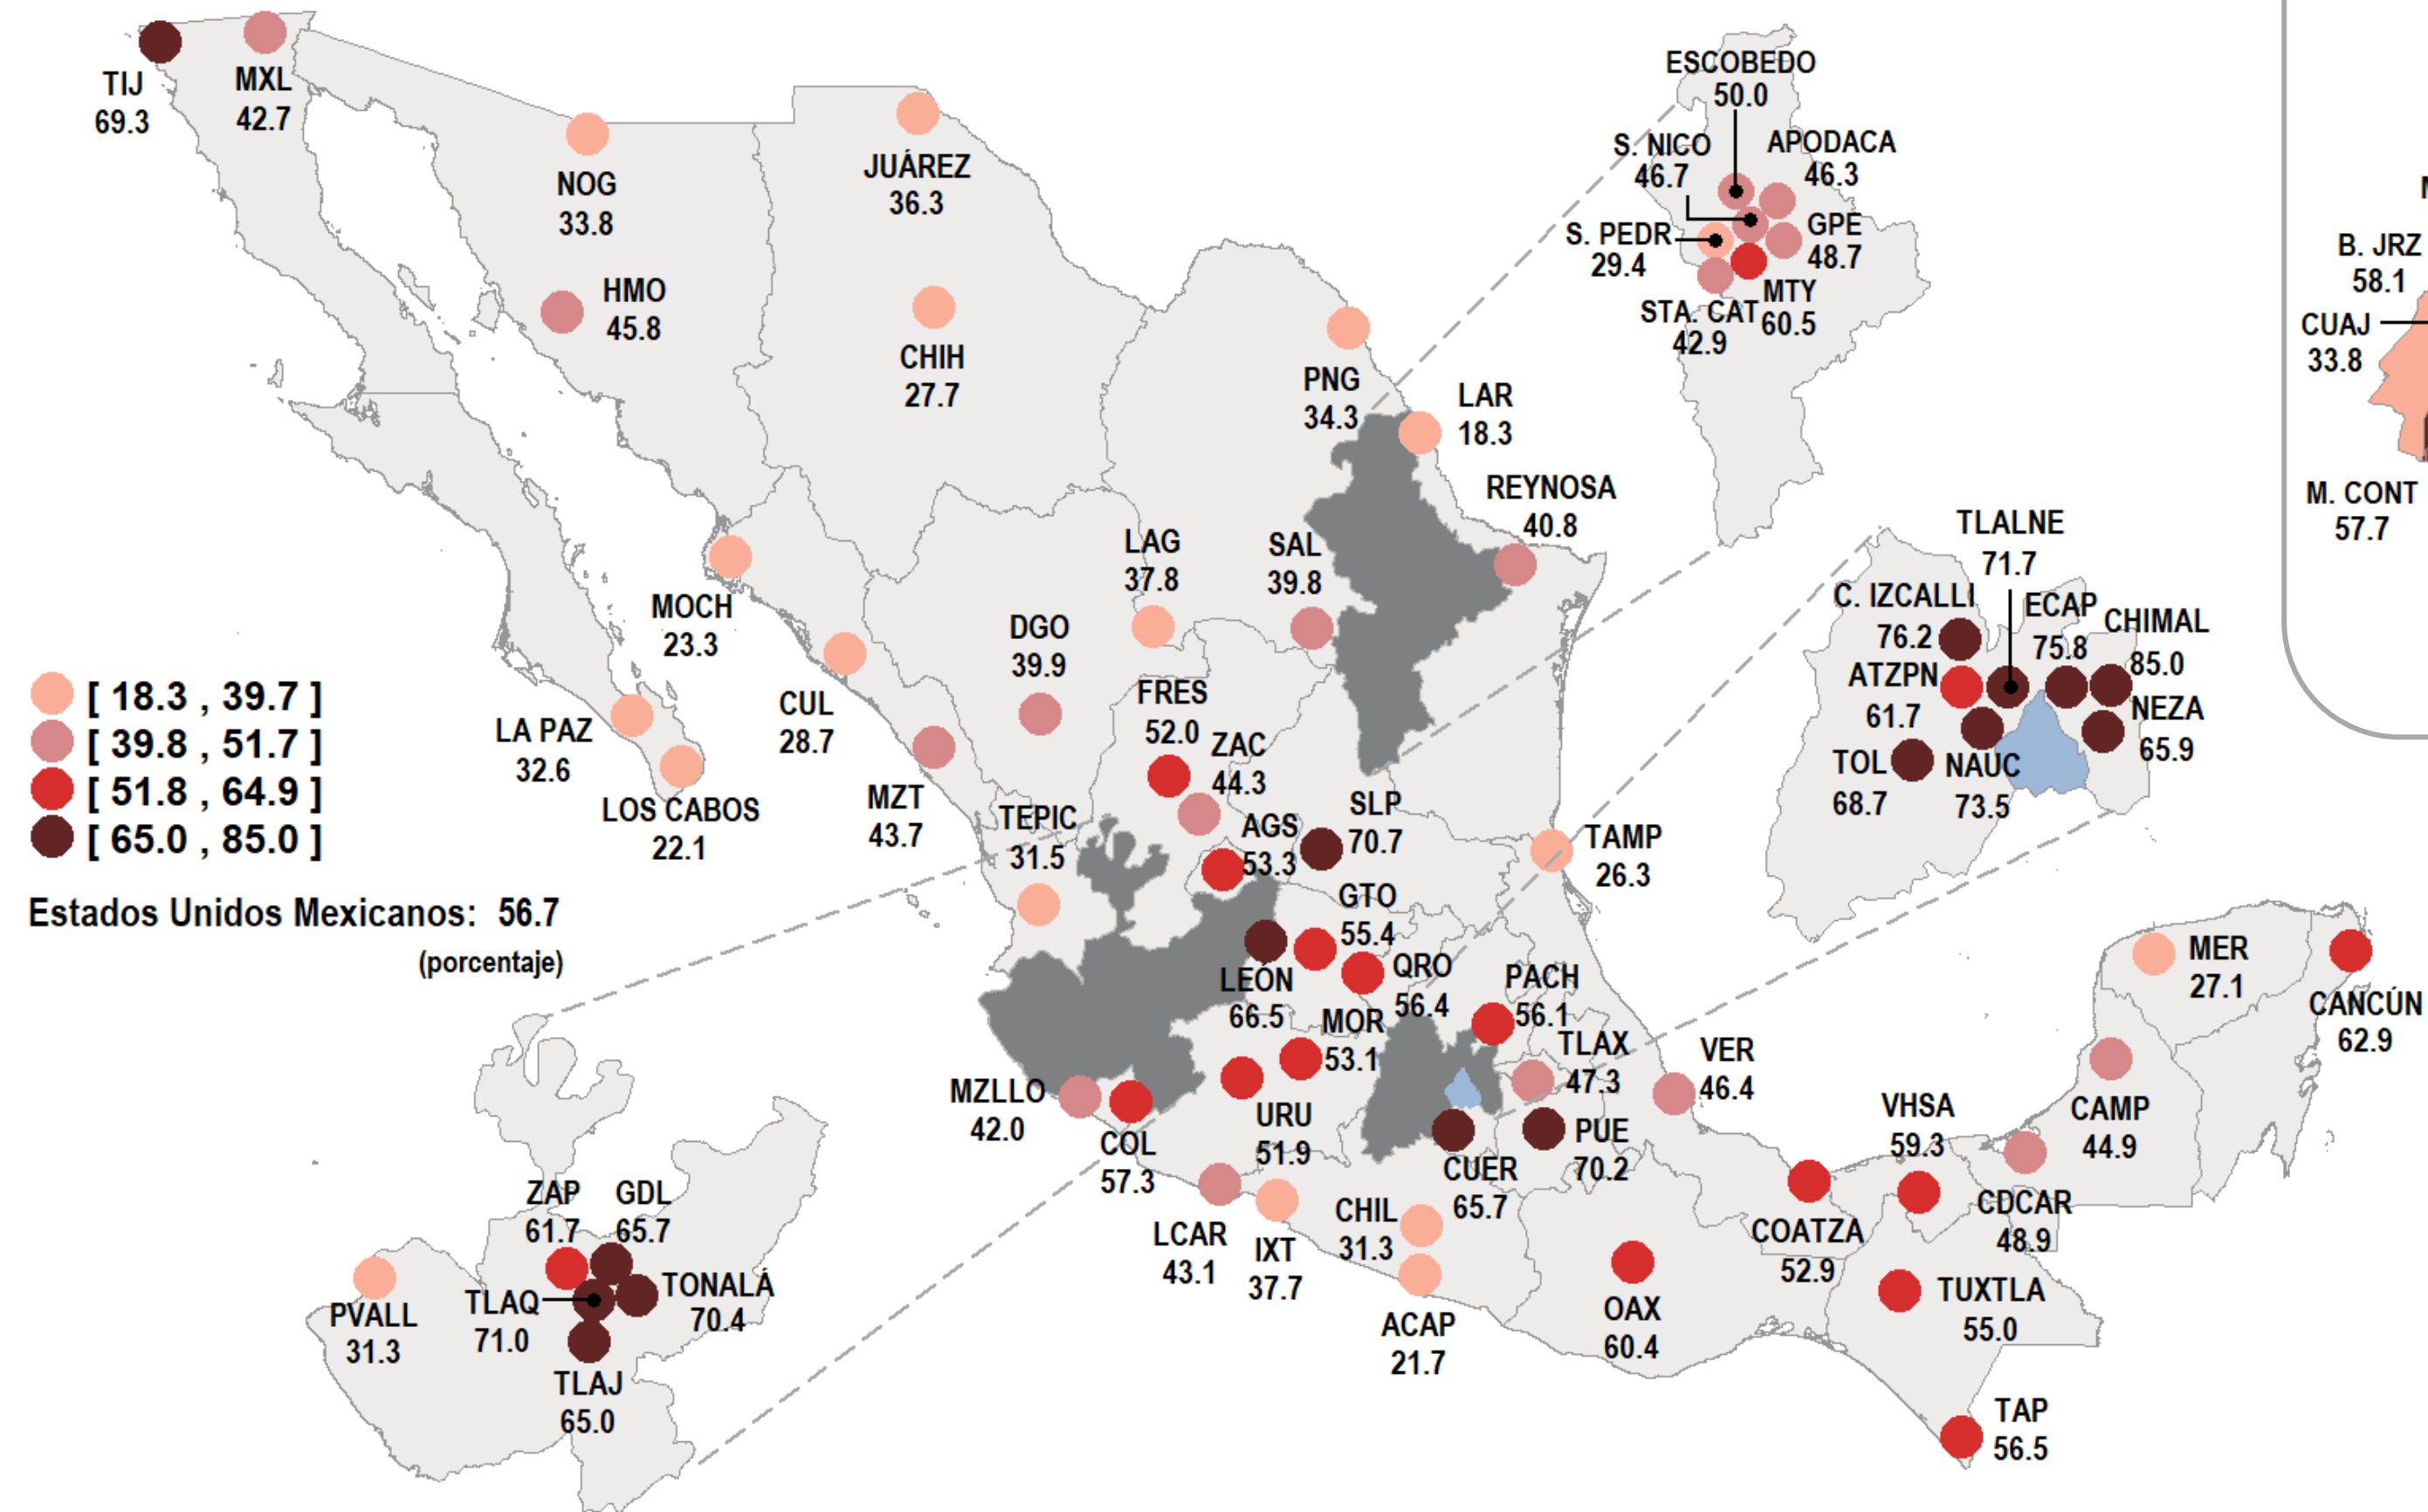 TIJ
69.3
MXL
42.7
NOG
33.8
HMO
45.8
JUÁREZ
36.3
CHIH
27.7
PNG
34.3
LAR
18.3
REYNOSA
40.8
ESCOBEDO
50.0
S. NICO
46.7
APODACA
46.3
S. PEDR
29.4
GPE
48.7
MTY
60.5
STA. CAT
42.9
B. JRZ
58.1
CUAJ
33.8
M. CONT
57.7
MOCH
23.3
CUL
28.7
LA PAZ
32.6
LOS CABOS
22.1
MZT
43.7
DGO
39.9
LAG
37.8
SAL
39.8
FRES
52.0
ZAC
44.3
TEPIC
31.5
AGS
53.3
SLP
70.7
TAMP
26.3
GTO
55.4
LEÓN
66.5
QRO
56.4
PACH
56.1
MOR
53.1
TLAX
47.3
VER
46.4
MZLLO
42.0
COL
57.3
URU
51.9
CUER
65.7
PUE
70.2
LCAR
43.1
IXT
37.7
CHIL
31.3
ACAP
21.7
OAX
60.4
COATZA
52.9
VHSA
59.3
CDCAR
48.9
CAMP
44.9
MER
27.1
CANCÚN
62.9
TUXTLA
55.0
TAP
56.5
TLALNE
71.7
C. IZCALLI
76.2
ECAP
75.8
CHIMAL
85.0
ATZPN
61.7
NEZA
65.9
TOL
68.7
NAUC
73.5
[ 18.3 , 39.7 ]
[ 39.8 , 51.7 ]
[ 51.8 , 64.9 ]
[ 65.0 , 85.0 ]
Estados Unidos Mexicanos: 56.7
(porcentaje)
ZAP
61.7
GDL
65.7
PVALL
31.3
TLAQ
71.0
TONALÁ
70.4
TLAJ
65.0